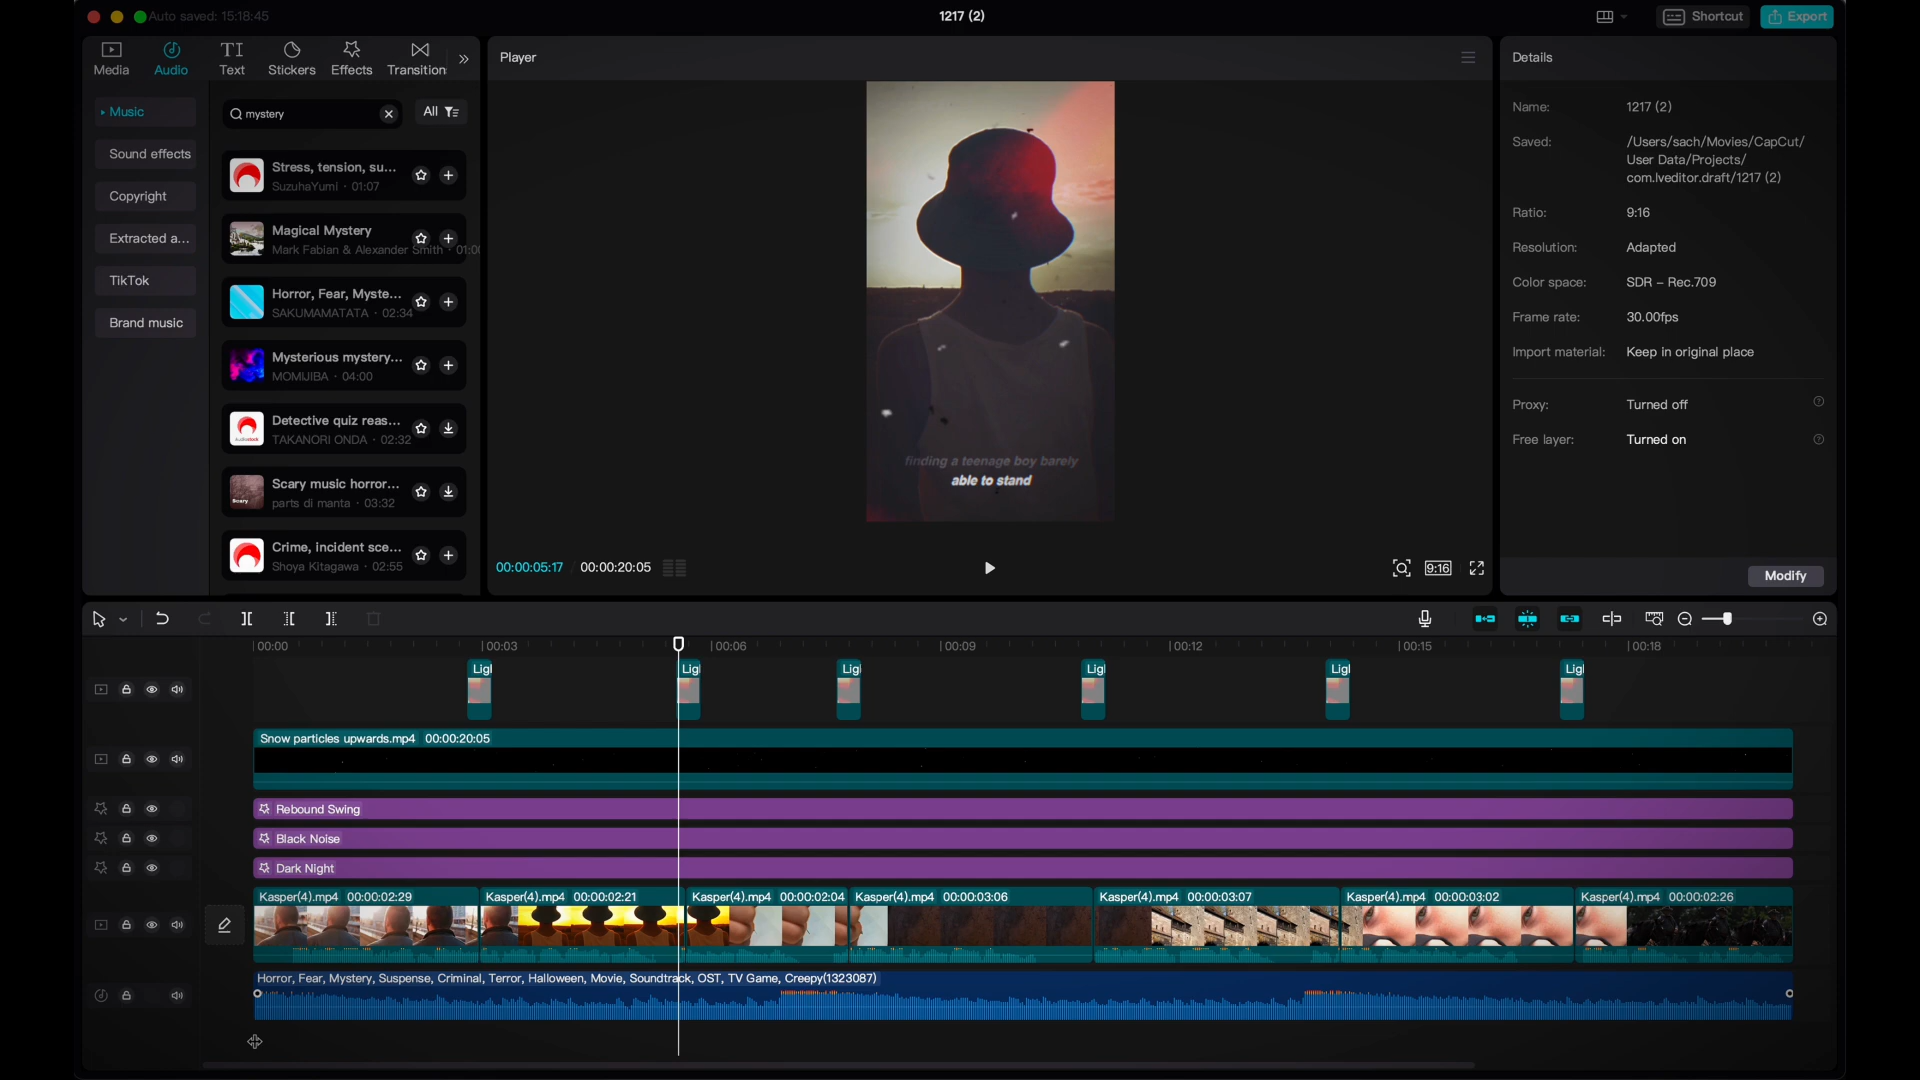 Auto saved: 15:18:45
1217 (2)
Shortcut
Export
Media
Audio
TI
Text
Stickers
Effects
Transition
Player
Details
Music
Sound effects
Copyright
Extracted a...
TikTok
Brand music
mystery
All
Stress, tension, su...
SuzuhaYumi · 01:07
Magical Mystery
Mark Fabian & Alexander Smith · 01:00
Horror, Fear, Myste...
SAKUMAMATATA · 02:34
Mysterious mystery...
MOMIJIBA · 04:00
Detective quiz reas...
TAKANORI ONDA · 02:32
Scary
Scary music horror...
parts di manta · 03:32
Crime, incident sce...
Shoya Kitagawa · 02:55
finding a teenage boy barely
able to stand
00:00:05:17
00:00:20:05
9:16
Name: 1217 (2)
Saved: /Users/sach/Movies/CapCut/
User Data/Projects/
com.lveditor.draft/1217 (2)
Ratio: 9:16
Resolution: Adapted
Color space: SDR – Rec.709
Frame rate: 30.00fps
Import material: Keep in original place
Proxy: Turned off
Free layer: Turned on
Modify
00:00 00:03 00:06 00:09 00:12 00:15 00:18
Ligl Ligl Ligl Ligl Ligl Ligl
Snow particles upwards.mp4 00:00:20:05
Rebound Swing
Black Noise
Dark Night
Kasper(4).mp4 00:00:02:29 Kasper(4).mp4 00:00:02:21 Kasper(4).mp4 00:00:02:04 Kasper(4).mp4 00:00:03:06 Kasper(4).mp4 00:00:03:07 Kasper(4).mp4 00:00:03:02 Kasper(4).mp4 00:00:02:26
Horror, Fear, Mystery, Suspense, Criminal, Terror, Halloween, Movie, Soundtrack, OST, TV Game, Creepy(1323087)